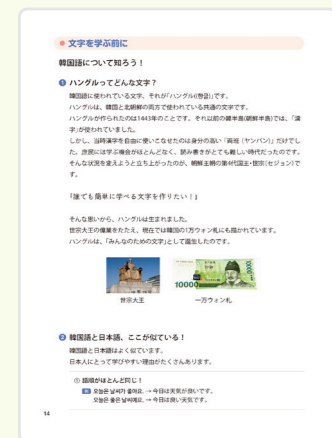 文字を学ぶ前に
韓国語について知ろう！
❶ ハングルってどんな文字？
韓国語に使われている文字、それが「ハングル(한글)」です。
ハングルは、韓国と北朝鮮の両方で使われている共通の文字です。
ハングルが作られたのは1443年のことです。それ以前の韓半島(朝鮮半島)では、「漢
字」が使われていました。
しかし、当時漢字を自由に使いこなせたのは身分の高い「両班（ヤンバン）」だけでし
た。庶民には学ぶ機会がほとんどなく、読み書きがとても難しい時代だったのです。
そんな状況を変えようと立ち上がったのが、朝鮮王朝の第4代国王・世宗(セジョン)で
す。
「誰でも簡単に学べる文字を作りたい！」
そんな思いから、ハングルは生まれました。
世宗大王の偉業をたたえ、現在では韓国の1万ウォン札にも描かれています。
ハングルは、「みんなのための文字」として誕生したのです。
10000
世宗大王
一万ウォン札
❷ 韓国語と日本語、ここが似ている！
韓国語と日本語はよく似ています。
日本人にとって学びやすい理由がたくさんあります。
① 語順がほとんど同じ！
例 오늘은 날씨가 좋아요. → 今日は天気が良いです。
오늘은 좋은 날씨예요. → 今日は良い天気です。
14